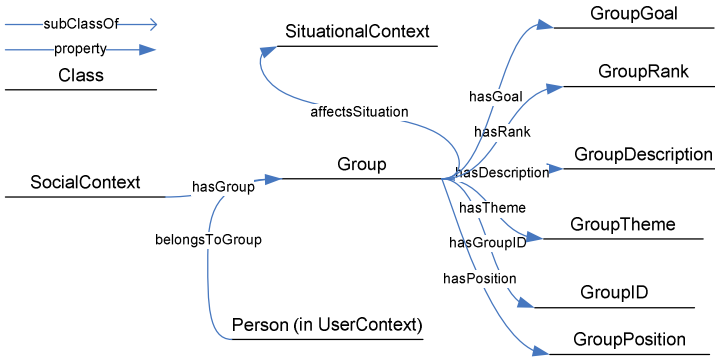 subClassOf
property
Class
SituationalContext
affectsSituation
GroupGoal
hasGoal
GroupRank
hasRank
Group
GroupDescription
hasDescription
SocialContext
hasGroup
hasTheme
GroupTheme
belongsToGroup
hasGroupID
GroupID
hasPosition
Person (in UserContext)
GroupPosition